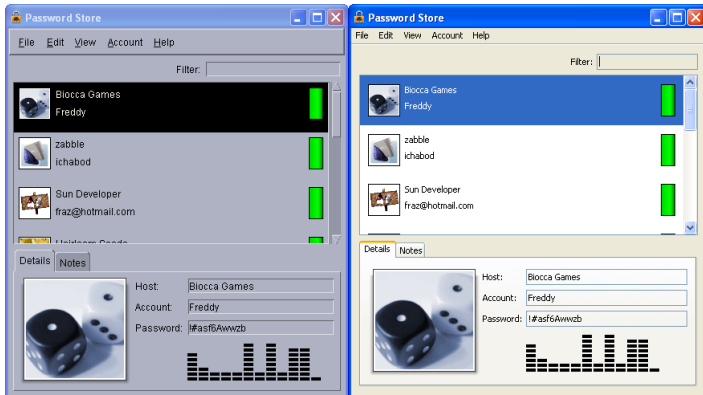 Password Store
File Edit View Account Help
Filter:
Biocca Games
Freddy
zabble
ichabod
Sun Developer
fraz@hotmail.com
Heirloom Seeds
Details Notes
Host: Biocca Games
Account: Freddy
Password: !#asf6Awwzb
Password Store
File Edit View Account Help
Filter:
Biocca Games
Freddy
zabble
ichabod
Sun Developer
fraz@hotmail.com
Details Notes
Host: Biocca Games
Account: Freddy
Password: !#asf6Awwzb